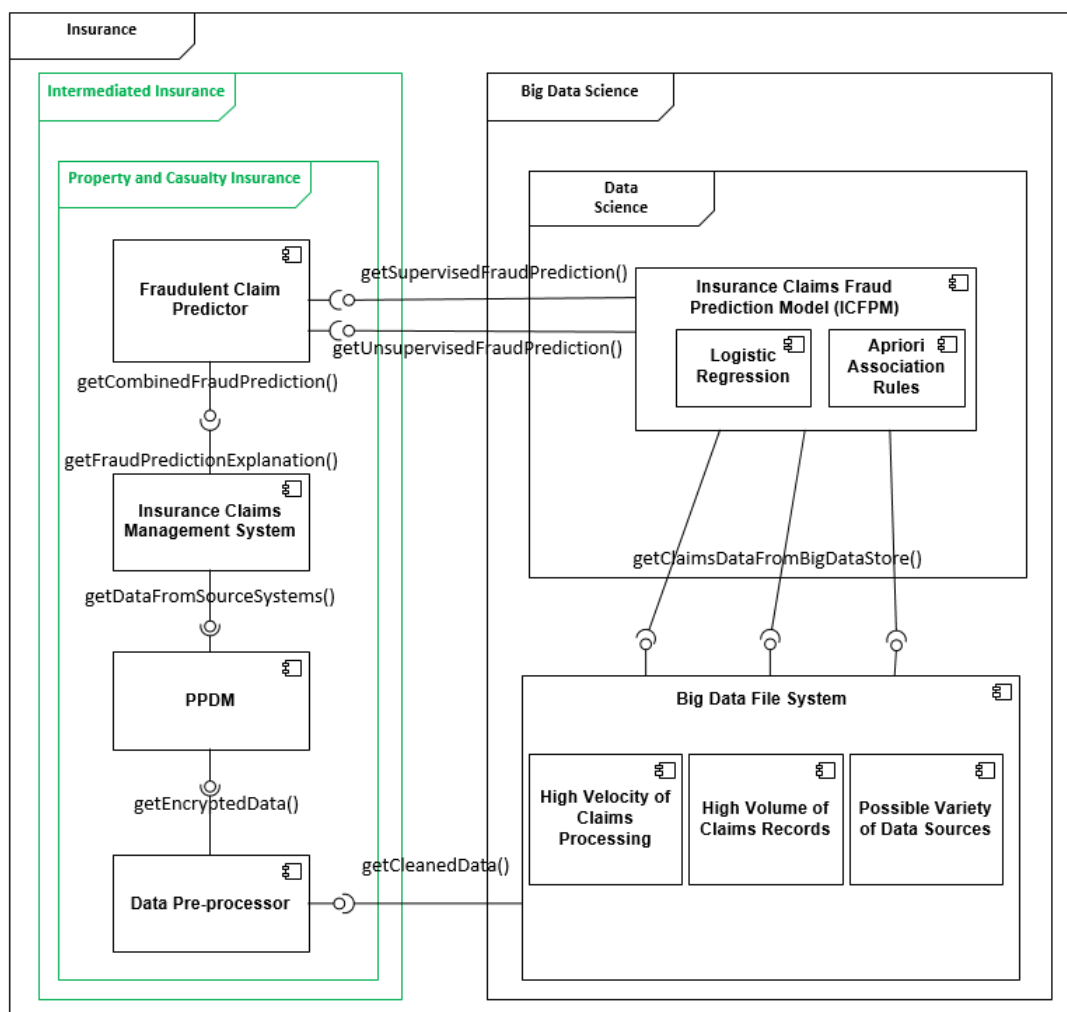 Insurance
Intermediated Insurance
Big Data Science
Property and Casualty Insurance
Data
Science
Fraudulent Claim
Predictor
getSupervisedFraudPrediction()
getUnsupervisedFraudPrediction()
Insurance Claims Fraud
Prediction Model (ICFPM)
Logistic
Regression
Apriori
Association
Rules
getCombinedFraudPrediction()
getFraudPredictionExplanation()
Insurance Claims
Management System
getClaimsDataFromBigDataStore()
getDataFromSourceSystems()
PPDM
Big Data File System
High Velocity of
Claims
Processing
High Volume of
Claims Records
Possible Variety
of Data Sources
getEncryptedData()
getCleanedData()
Data Pre-processor